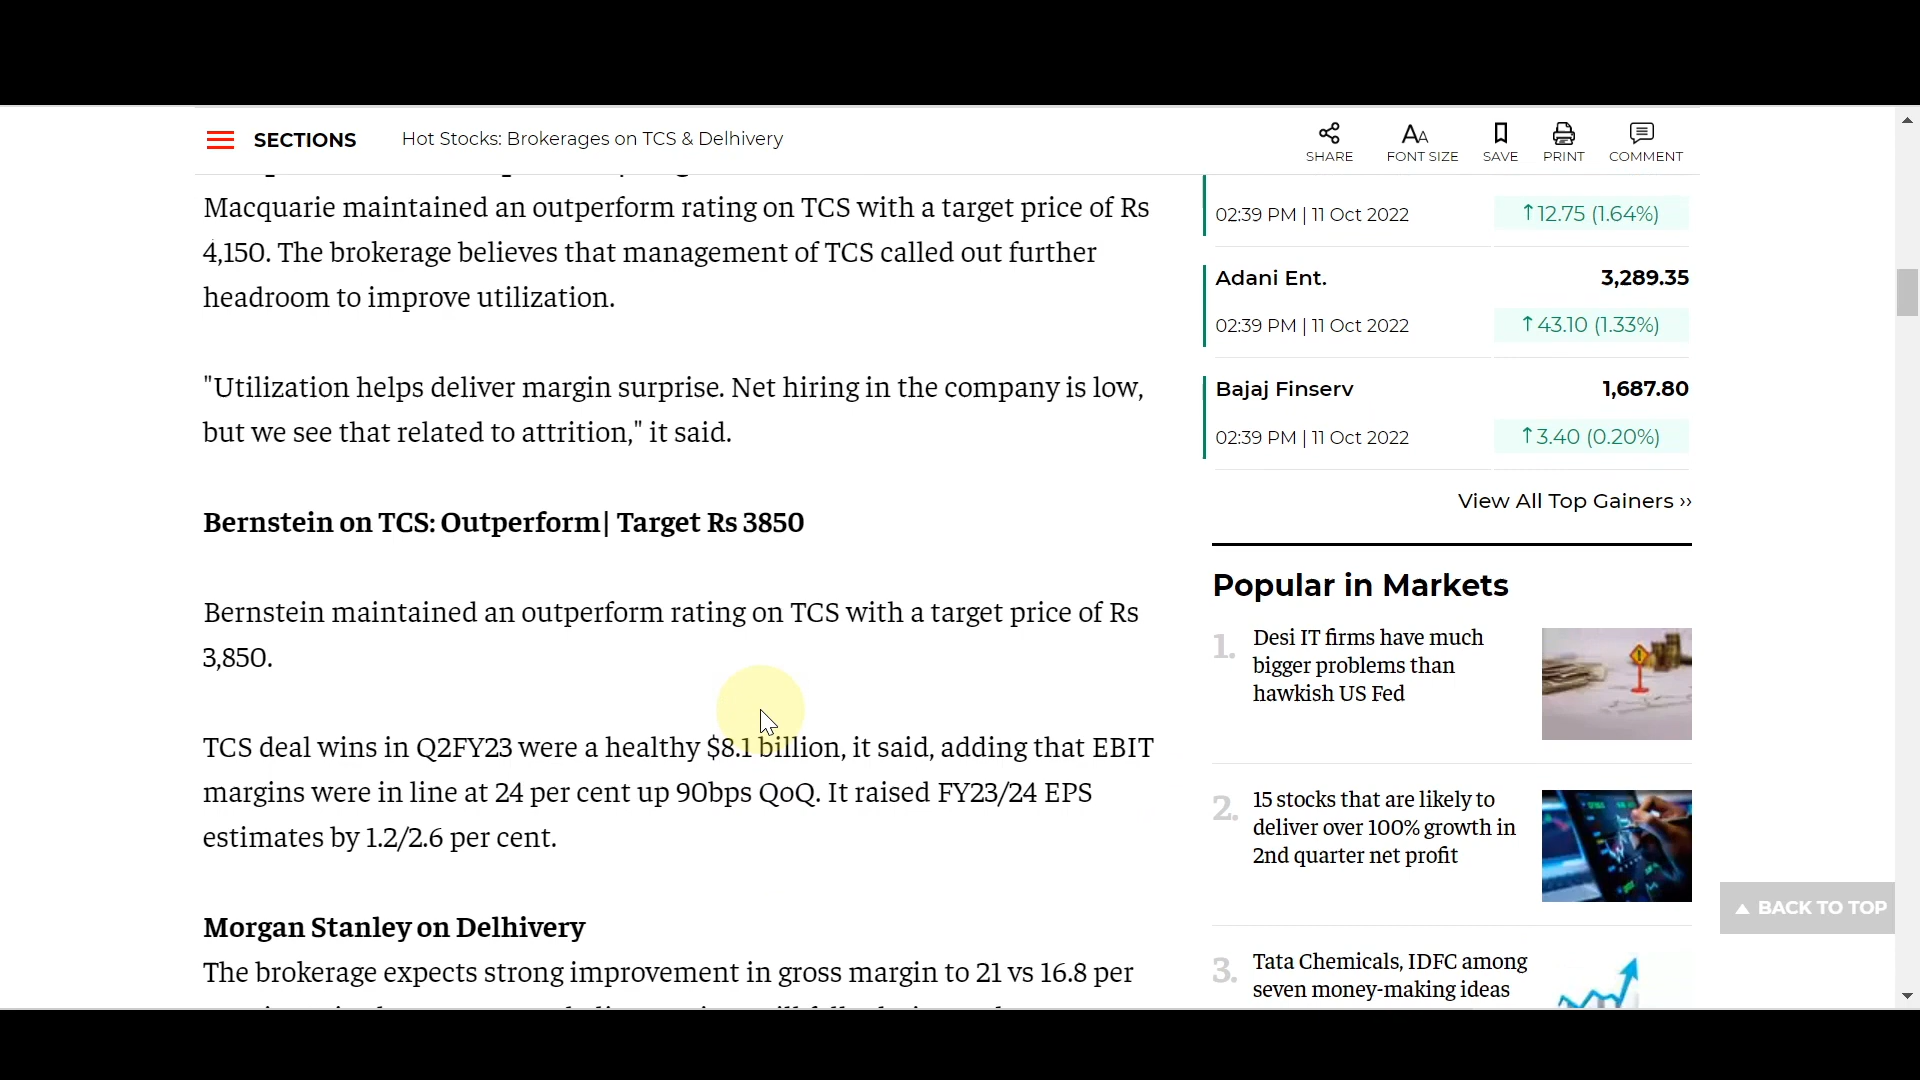 SECTIONS
Hot Stocks: Brokerages on TCS & Delhivery
SHARE
FONT SIZE
SAVE
PRINT
COMMENT
Macquarie maintained an outperform rating on TCS with a target price of Rs
4,150. The brokerage believes that management of TCS called out further
headroom to improve utilization.
"Utilization helps deliver margin surprise. Net hiring in the company is low,
but we see that related to attrition," it said.
Bernstein on TCS: Outperform| Target Rs 3850
Bernstein maintained an outperform rating on TCS with a target price of Rs
3,850.
TCS deal wins in Q2FY23 were a healthy $8.1 billion, it said, adding that EBIT
margins were in line at 24 per cent up 90bps QoQ. It raised FY23/24 EPS
estimates by 1.2/2.6 per cent.
Morgan Stanley on Delhivery
The brokerage expects strong improvement in gross margin to 21 vs 16.8 per
02:39 PM | 11 Oct 2022
↑12.75 (1.64%)
Adani Ent.
3,289.35
02:39 PM | 11 Oct 2022
↑43.10 (1.33%)
Bajaj Finserv
1,687.80
02:39 PM | 11 Oct 2022
↑3.40 (0.20%)
View All Top Gainers ››
Popular in Markets
1.
Desi IT firms have much
bigger problems than
hawkish US Fed
2.
15 stocks that are likely to
deliver over 100% growth in
2nd quarter net profit
3.
Tata Chemicals, IDFC among
seven money-making ideas
BACK TO TOP